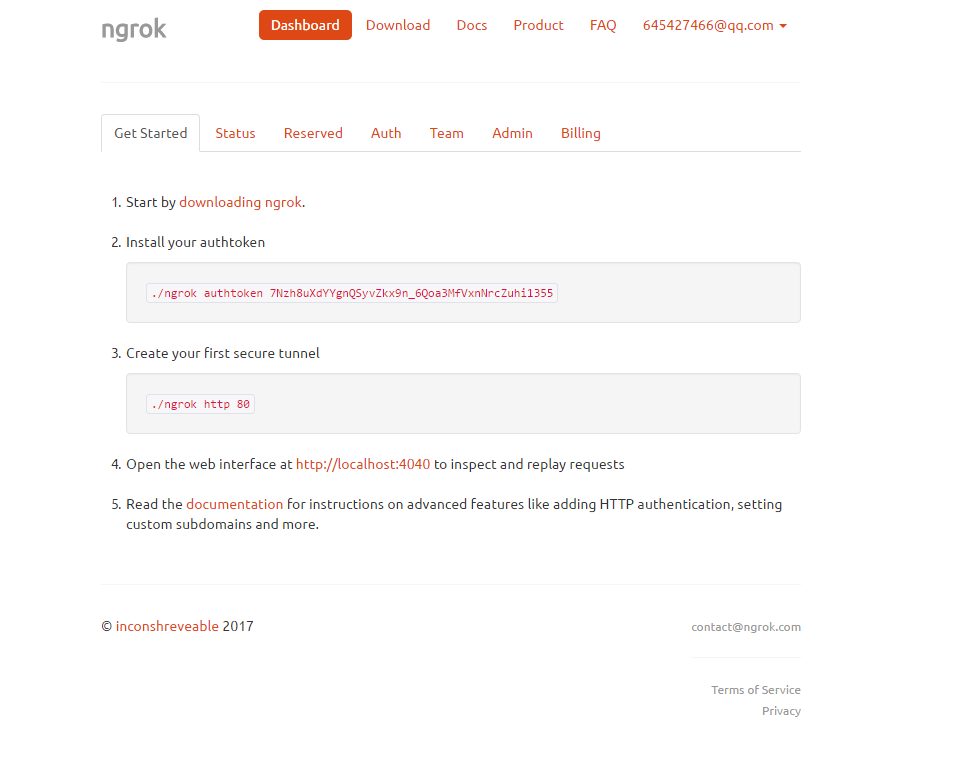 ngrok
Dashboard Download Docs Product FAQ 645427466@qq.com
Get Started Status Reserved Auth Team Admin Billing
1. Start by downloading ngrok.
2. Install your authtoken
./ngrok authtoken 7Nzh8uXdYYgnQSyvZkx9n_6Qoa3MfVxnNrcZuhi1355
3. Create your first secure tunnel
./ngrok http 80
4. Open the web interface at http://localhost:4040 to inspect and replay requests
5. Read the documentation for instructions on advanced features like adding HTTP authentication, setting
custom subdomains and more.
© inconshreveable 2017
contact@ngrok.com
Terms of Service
Privacy